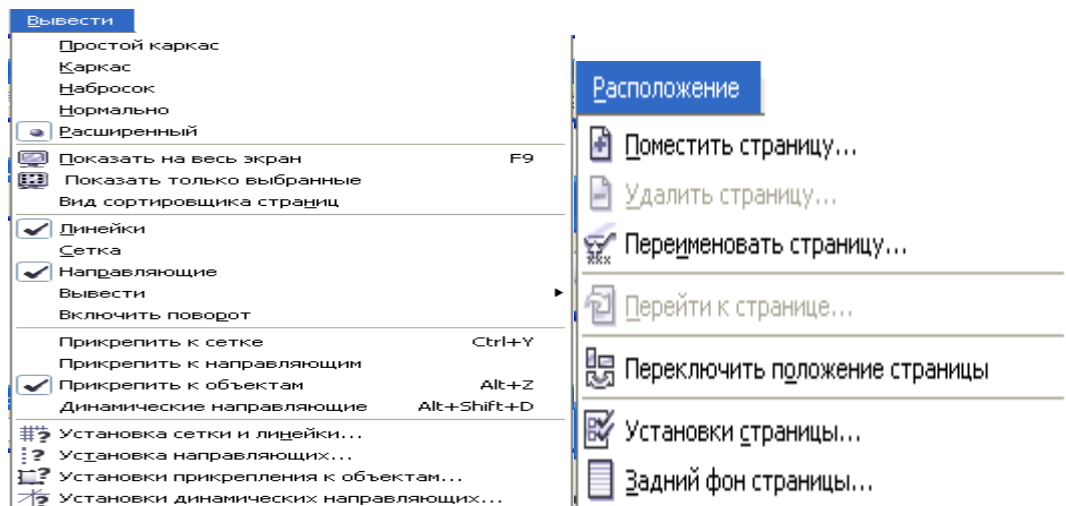 Вывести
Простой каркас
Каркас
Набросок
Нормально
Расширенный
Показать на весь экран F9
Показать только выбранные
Вид сортировщика страниц
Линейки
Сетка
Направляющие
Вывести
Включить поворот
Прикрепить к сетке Ctrl+Y
Прикрепить к направляющим
Прикрепить к объектам Alt+Z
Динамические направляющие Alt+Shift+D
Установка сетки и линейки...
Установка направляющих...
Установки прикрепления к объектам...
Установки динамических направляющих...
Расположение
Поместить страницу...
Удалить страницу...
Переименовать страницу...
Перейти к странице...
Переключить положение страницы
Установки страницы...
Задний фон страницы...